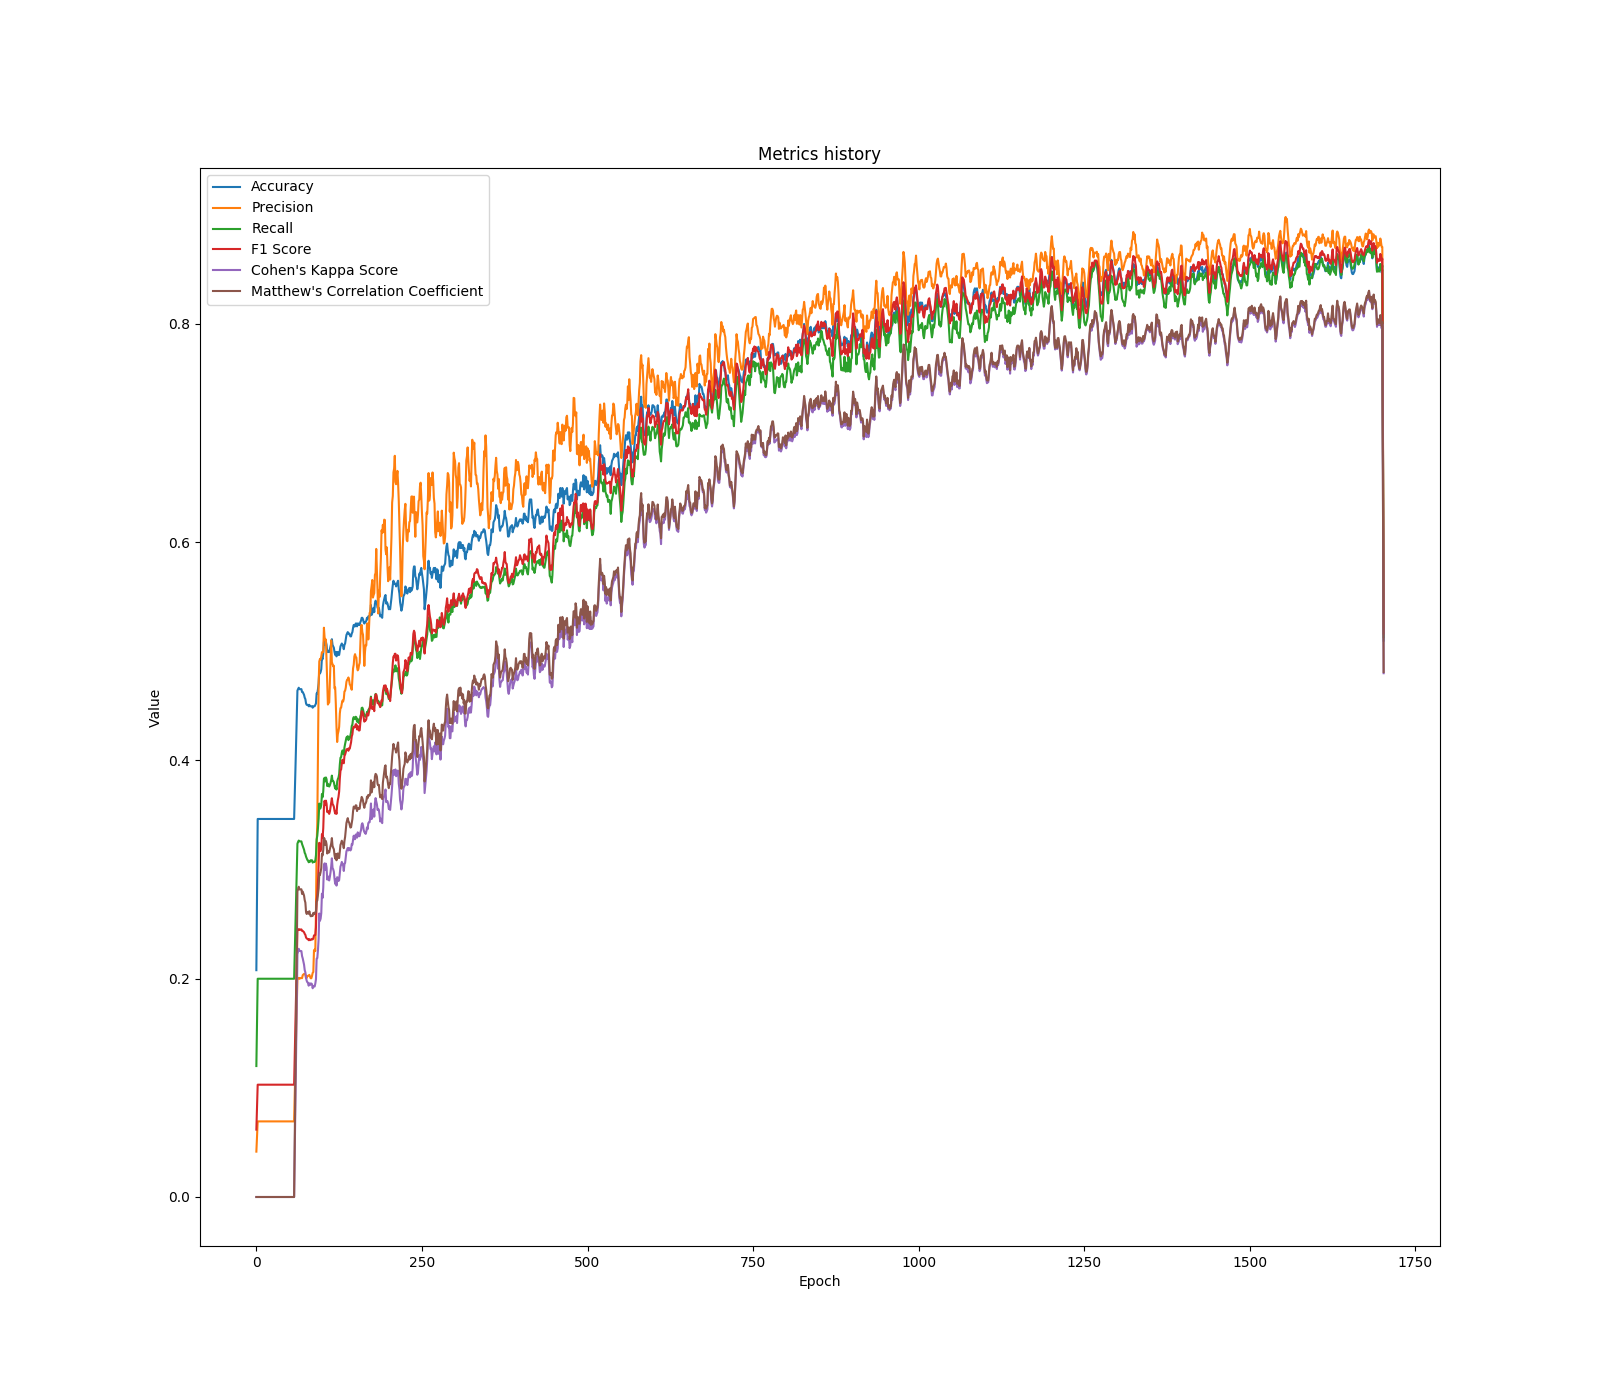 Metrics history
Accuracy
Precision
Recall
F1 Score
Cohen's Kappa Score
Matthew's Correlation Coefficient
Value
0.8
0.6
0.4
0.2
0.0
0 250 500 750 1000 1250 1500 1750
Epoch